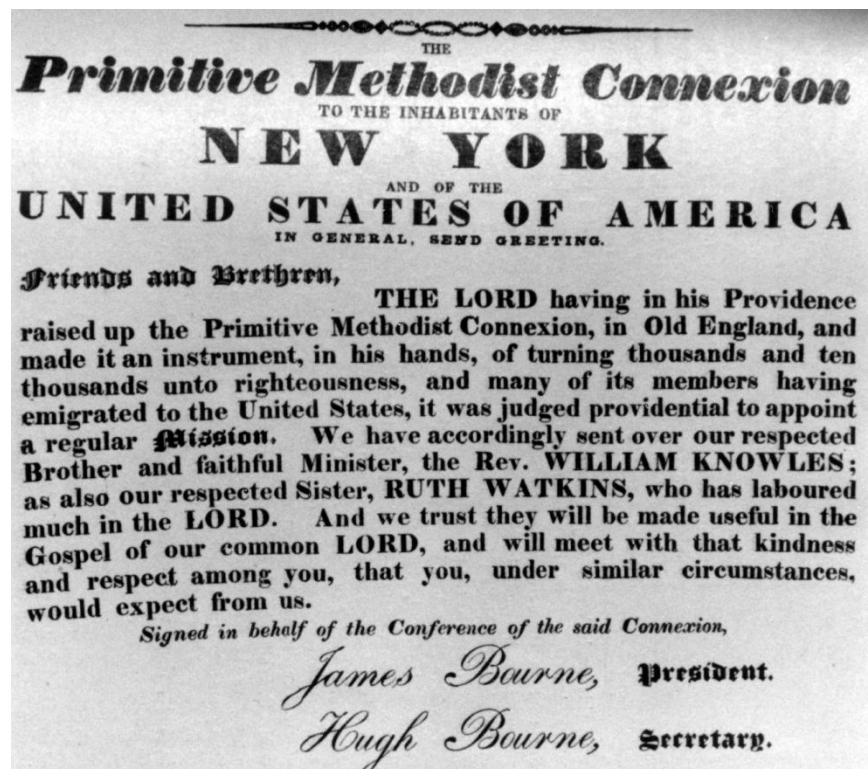 THE
Primitive Methodist Connexion
TO THE INHABITANTS OF
NEW YORK
AND OF THE
UNITED STATES OF AMERICA
IN GENERAL, SEND GREETING.
Friends and Brethren,
THE LORD having in his Providence
raised up the Primitive Methodist Connexion, in Old England, and
made it an instrument, in his hands, of turning thousands and ten
thousands unto righteousness, and many of its members having
emigrated to the United States, it was judged providential to appoint
a regular Mission. We have accordingly sent over our respected
Brother and faithful Minister, the Rev. WILLIAM KNOWLES;
as also our respected Sister, RUTH WATKINS, who has laboured
much in the LORD. And we trust they will be made useful in the
Gospel of our common LORD, and will meet with that kindness
and respect among you, that you, under similar circumstances,
would expect from us.
Signed in behalf of the Conference of the said Connexion,
James Bourne, President.
Hugh Bourne, Secretary.